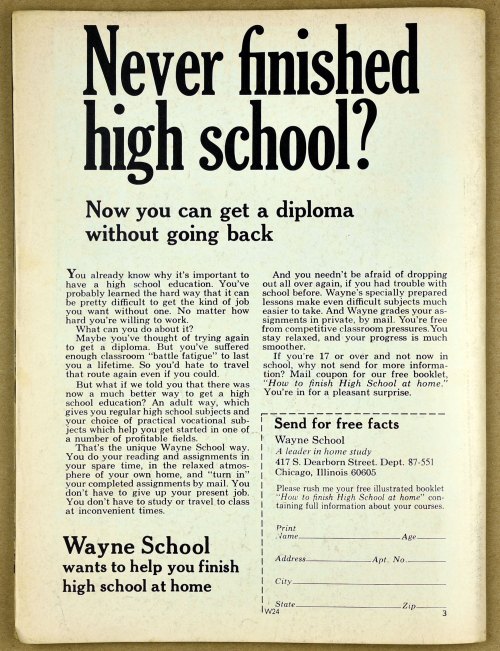 Never finished
high school?
Now you can get a diploma
without going back
You already know why it's important to
have a high school education. You've
probably learned the hard way that it can
be pretty difficult to get the kind of job
you want without one. No matter how
hard you're willing to work.
What can you do about it?
Maybe you've thought of trying again
to get a diploma. But you've suffered
enough classroom "battle fatigue" to last
you a lifetime. So you'd hate to travel
that route again even if you could.
But what if we told you that there was
now a much better way to get a high
school education? An adult way, which
gives you regular high school subjects and
your choice of practical vocational sub-
jects which help you get started in one of
a number of profitable fields.
That's the unique Wayne School way.
You do your reading and assignments in
your spare time, in the relaxed atmos-
phere of your own home, and "turn in"
your completed assignments by mail. You
don't have to give up your present job.
You don't have to study or travel to class
at inconvenient times.
Wayne School
wants to help you finish
high school at home
And you needn't be afraid of dropping
out all over again, if you had trouble with
school before. Wayne's specially prepared
lessons make even difficult subjects much
easier to take. And Wayne grades your as-
signments in private, by mail. You're free
from competitive classroom pressures. You
stay relaxed, and your progress is much
smoother.
If you're 17 or over and not now in
school, why not send for more informa-
tion? Mail coupon for our free booklet,
"How to finish High School at home."
You're in for a pleasant surprise.
Send for free facts
Wayne School
A leader in home study
417 S. Dearborn Street. Dept. 87-551
Chicago, Illinois 60605
Please rush me your free illustrated booklet
"How to finish High School at home" con-
taining full information about your courses.
Print
Name Age
Address Apt. No.
City
State Zip
W24 3